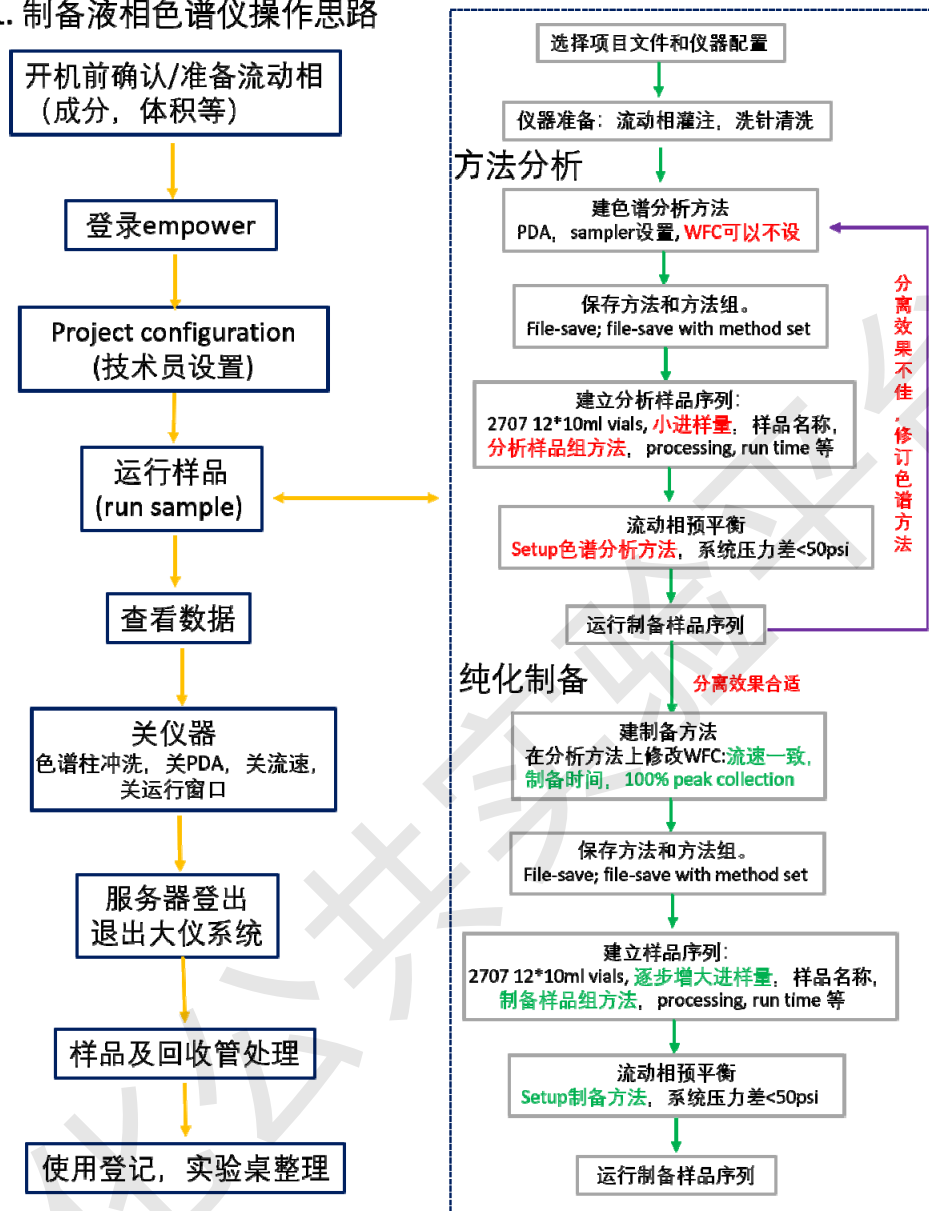 1. 制备液相色谱仪操作思路
开机前确认/准备流动相
（成分，体积等）
登录empower
Project configuration
(技术员设置)
运行样品
(run sample)
查看数据
关仪器
色谱柱冲洗，关PDA，关流速，
关运行窗口
服务器登出
退出大仪系统
样品及回收管处理
使用登记，实验桌整理
选择项目文件和仪器配置
仪器准备：流动相灌注，洗针清洗
方法分析
建色谱分析方法
PDA，sampler设置, WFC可以不设
保存方法和方法组。
File-save; file-save with method set
建立分析样品序列：
2707 12*10ml vials, 小进样量，样品名称，
分析样品组方法，processing, run time 等
流动相预平衡
Setup色谱分析方法，系统压力差<50psi
运行制备样品序列
分离效果不佳，修订色谱方法
纯化制备
分离效果合适
建制备方法
在分析方法上修改WFC:流速一致，
制备时间，100% peak collection
保存方法和方法组。
File-save; file-save with method set
建立样品序列：
2707 12*10ml vials, 逐步增大进样量，样品名称，
制备样品组方法，processing, run time 等
流动相预平衡
Setup制备方法，系统压力差<50psi
运行制备样品序列
化公共实验平台